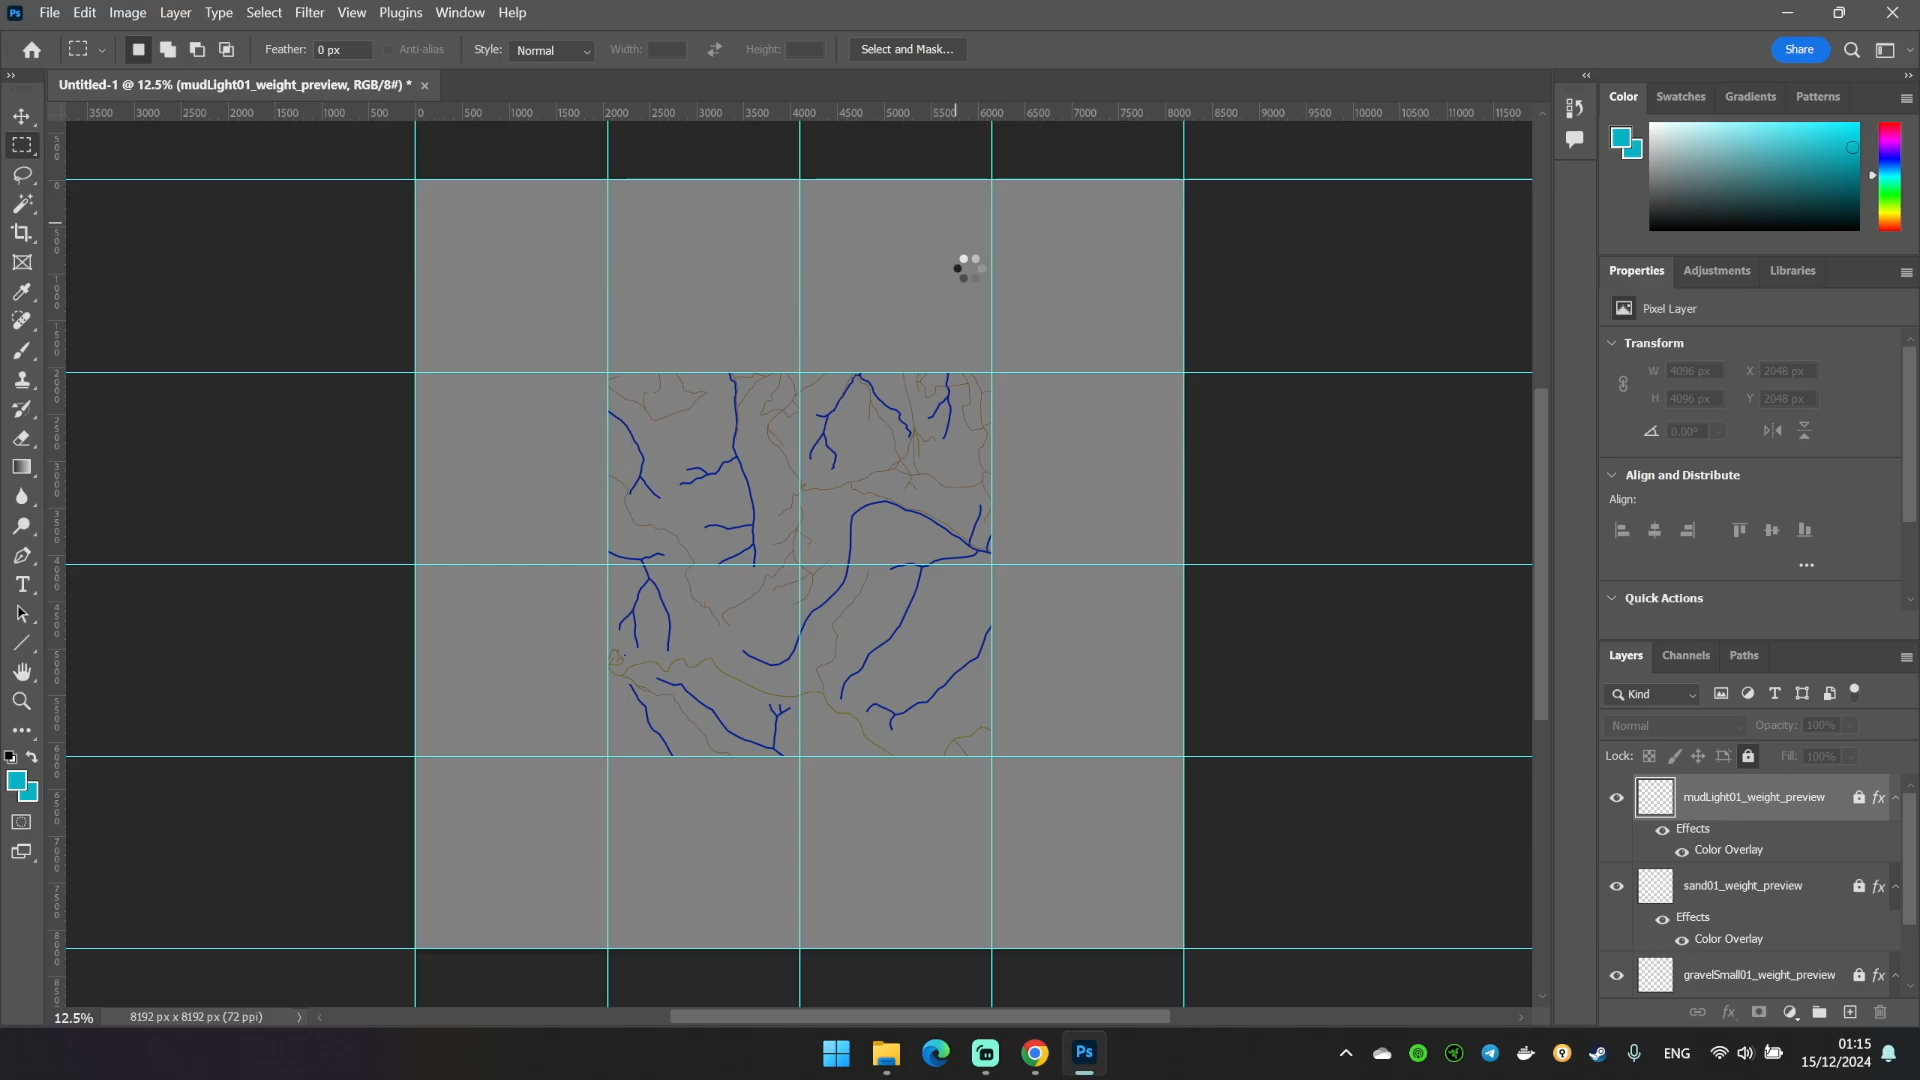 Ps File Edit Image Layer Type Select Filter View Plugins Window Help
Feather: 0 px Anti-alias Style: Normal Width: Height: Select and Mask... Share
Untitled-1 @ 12.5% (mudLight01_weight_preview, RGB/8#) *
3500 3000 2500 2000 1500 1000 500 0 500 1000 1500 2000 2500 3000 3500 4000 4500 5000 5500 6000 6500 7000 7500 8000 8500 9000 9500 10000 10500 11000 11500
Color Swatches Gradients Patterns
Properties Adjustments Libraries
Pixel Layer
Transform
W 4096 px X 2048 px
H 4096 px Y 2048 px
0.00°
Align and Distribute
Align:
Quick Actions
Layers Channels Paths
Kind
Normal Opacity: 100%
Lock: Fill: 100%
mudLight01_weight_preview fx
Effects
Color Overlay
sand01_weight_preview fx
Effects
Color Overlay
gravelSmall01_weight_preview fx
12.5% 8192 px x 8192 px (72 ppi)
Ps
ENG
01:15
15/12/2024